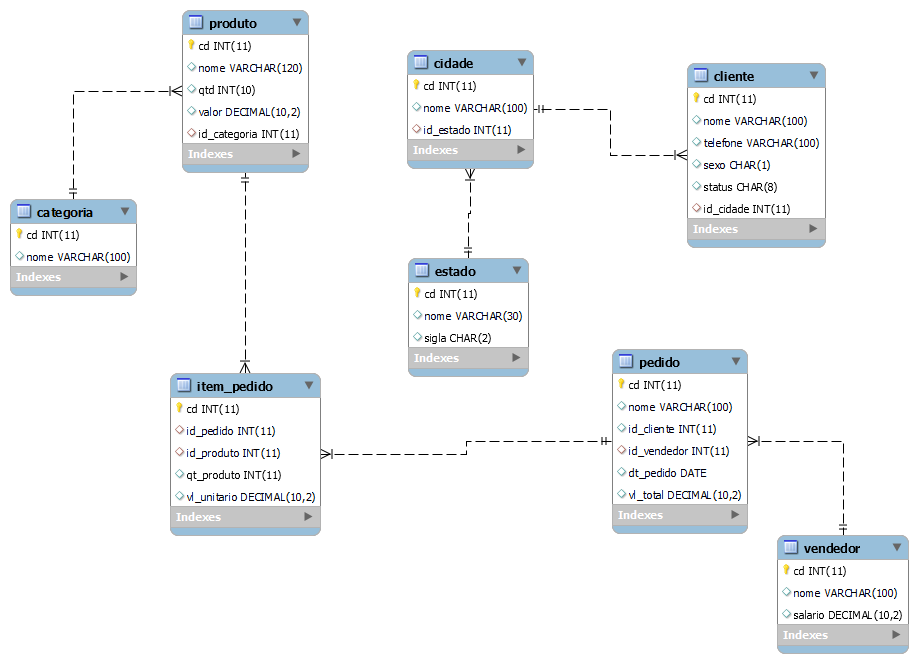 produto
cd INT(11)
nome VARCHAR(120)
qtd INT(10)
valor DECIMAL(10,2)
id_categoria INT(11)
Indexes
cidade
cd INT(11)
nome VARCHAR(100)
id_estado INT(11)
Indexes
cliente
cd INT(11)
nome VARCHAR(100)
telefone VARCHAR(100)
sexo CHAR(1)
status CHAR(8)
id_cidade INT(11)
Indexes
categoria
cd INT(11)
nome VARCHAR(100)
Indexes
estado
cd INT(11)
nome VARCHAR(30)
sigla CHAR(2)
Indexes
item_pedido
cd INT(11)
id_pedido INT(11)
id_produto INT(11)
qt_produto INT(11)
vl_unitario DECIMAL(10,2)
Indexes
pedido
cd INT(11)
nome VARCHAR(100)
id_cliente INT(11)
id_vendedor INT(11)
dt_pedido DATE
vl_total DECIMAL(10,2)
Indexes
vendedor
cd INT(11)
nome VARCHAR(100)
salario DECIMAL(10,2)
Indexes